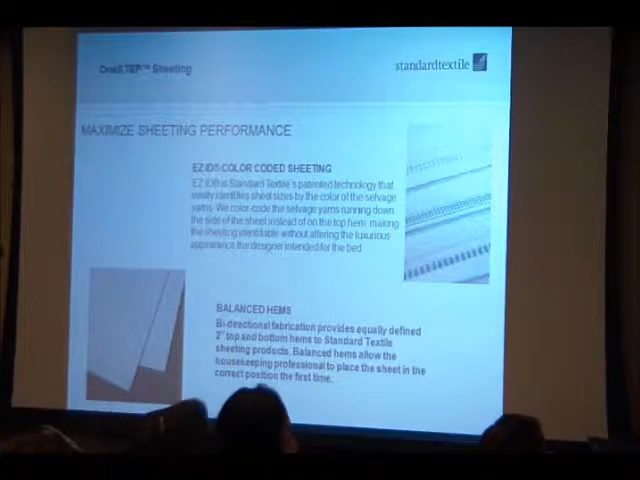 CrosSTEP™ Sheeting
standardtextile
MAXIMIZE SHEETING PERFORMANCE
EZ IDS COLOR CODED SHEETING
EZ ID® is Standard Textile's patented technology that
easily identifies sheet sizes by the color of the selvage
yarns. We color-code the selvage yarns running down
the side of the sheet instead of on the top hem, making
the sheeting identifiable without altering the luxurious
appearance the designer intended for the bed
BALANCED HEMS
Bi-directional fabrication provides equally defined
2" top and bottom hems to Standard Textile
sheeting products. Balanced hems allow the
housekeeping professional to place the sheet in the
correct position the first time.